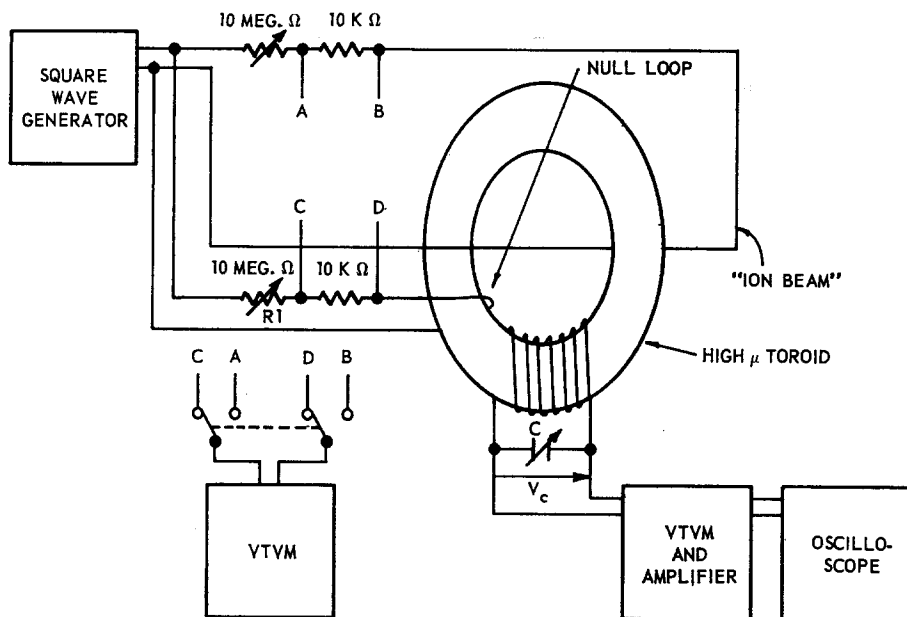 10 MEG. Ω
10 K Ω
SQUARE
WAVE
GENERATOR
NULL LOOP
A
B
C
D
10 MEG. Ω
10 K Ω
R1
"ION BEAM"
HIGH μ TOROID
C
A
D
B
C
Vc
VTVM
VTVM
AND
AMPLIFIER
OSCILLO-
SCOPE